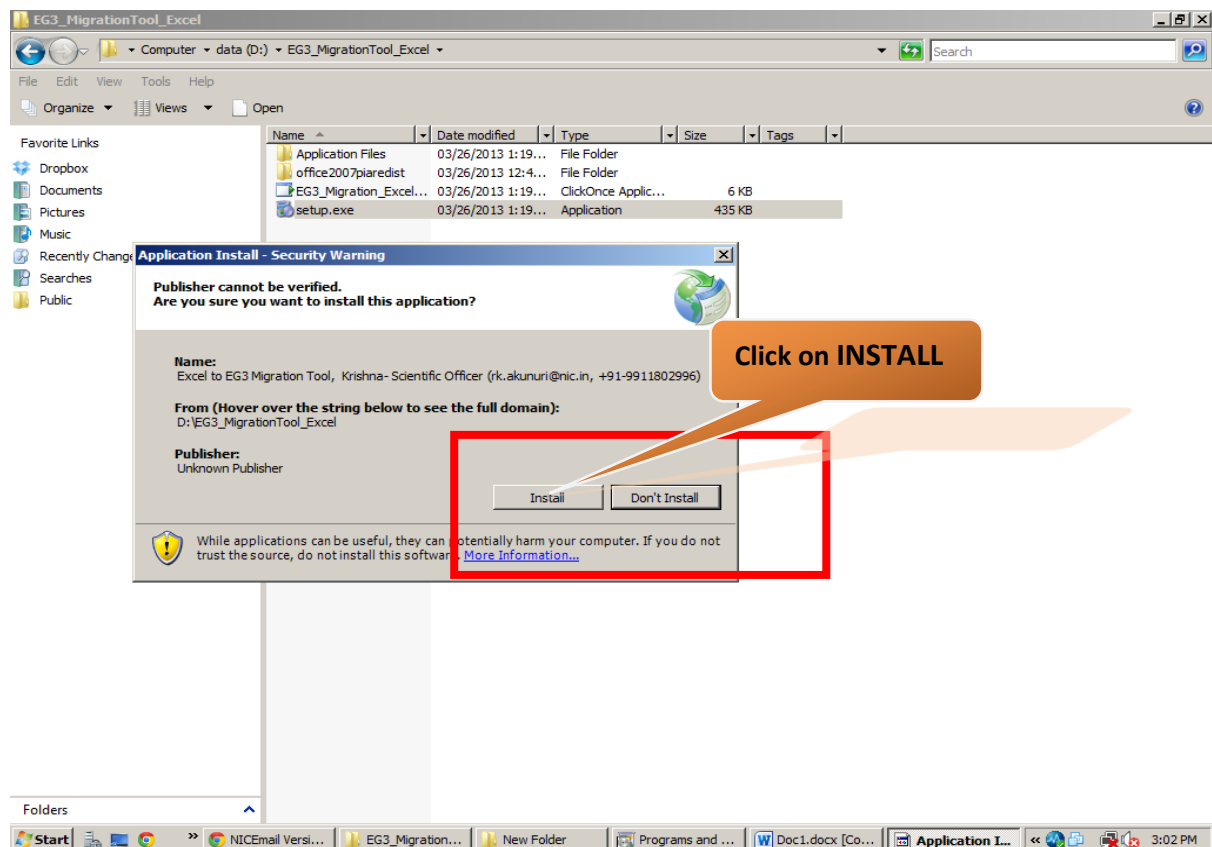 EG3_MigrationTool_Excel
Computer data (D:) EG3_MigrationTool_Excel
Search
File Edit View Tools Help
Organize Views Open
Favorite Links
Dropbox
Documents
Pictures
Music
Recently Change
Searches
Public
Name Date modified Type Size Tags
Application Files 03/26/2013 1:19... File Folder
office2007piaredist 03/26/2013 12:4... File Folder
EG3_Migration_Excel... 03/26/2013 1:19... ClickOnce Applic... 6 KB
setup.exe 03/26/2013 1:19... Application 435 KB
Application Install - Security Warning
Publisher cannot be verified.
Are you sure you want to install this application?
Name:
Excel to EG3 Migration Tool, Krishna- Scientific Officer (rk.akunuri@nic.in, +91-9911802996)
From (Hover over the string below to see the full domain):
D:\EG3_MigrationTool_Excel
Publisher:
Unknown Publisher
Install Don't Install
While applications can be useful, they can potentially harm your computer. If you do not
trust the source, do not install this software. More Information...
Click on INSTALL
Folders
Start NICEmail Versi... EG3_Migration... New Folder Programs and ... Doc1.docx [Co... Application I... 3:02 PM